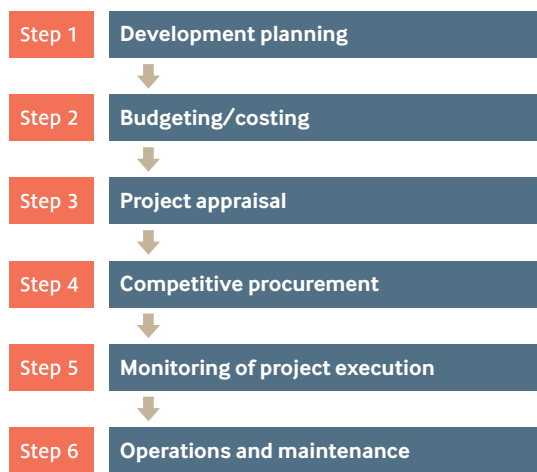 Step 1 Development planning
Step 2 Budgeting/costing
Step 3 Project appraisal
Step 4 Competitive procurement
Step 5 Monitoring of project execution
Step 6 Operations and maintenance